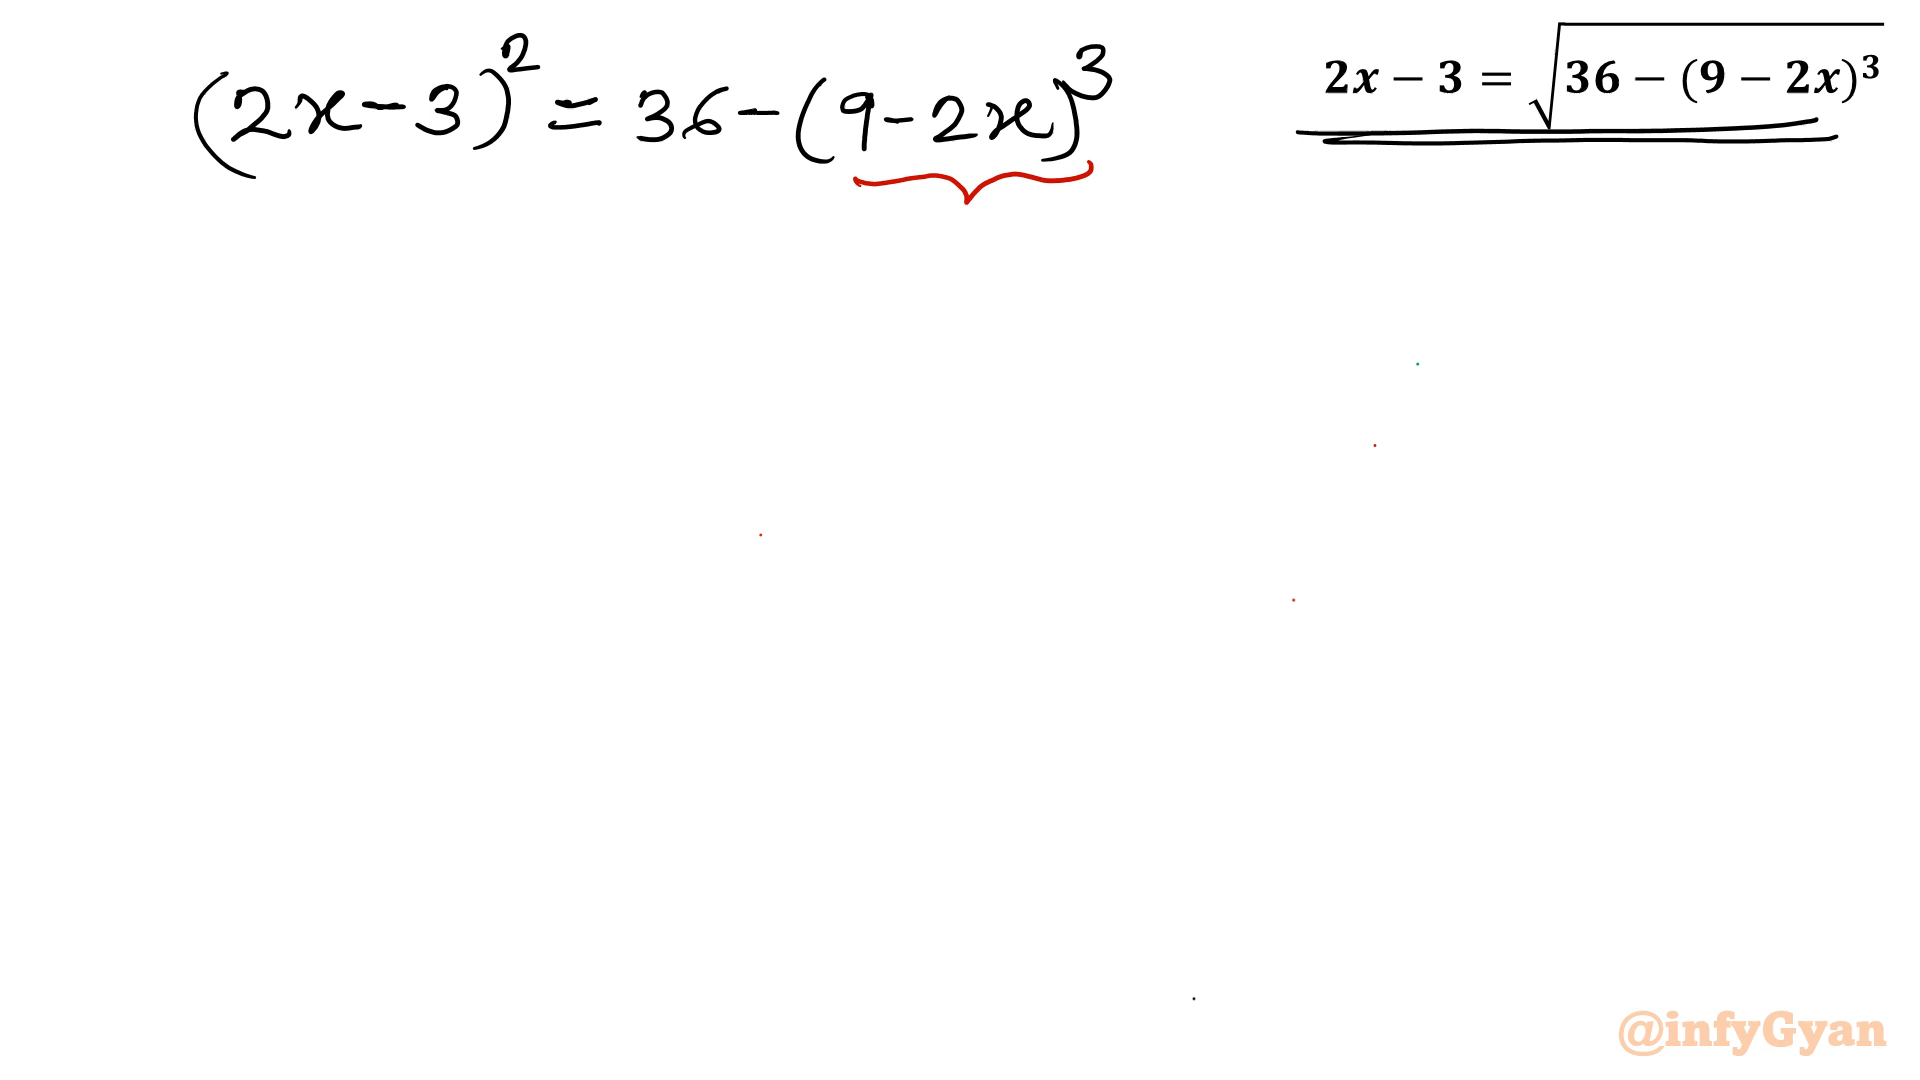 (2x-3)² = 36-(9-2x)³
2x − 3 = √36 − (9 − 2x)³
@infyGyan